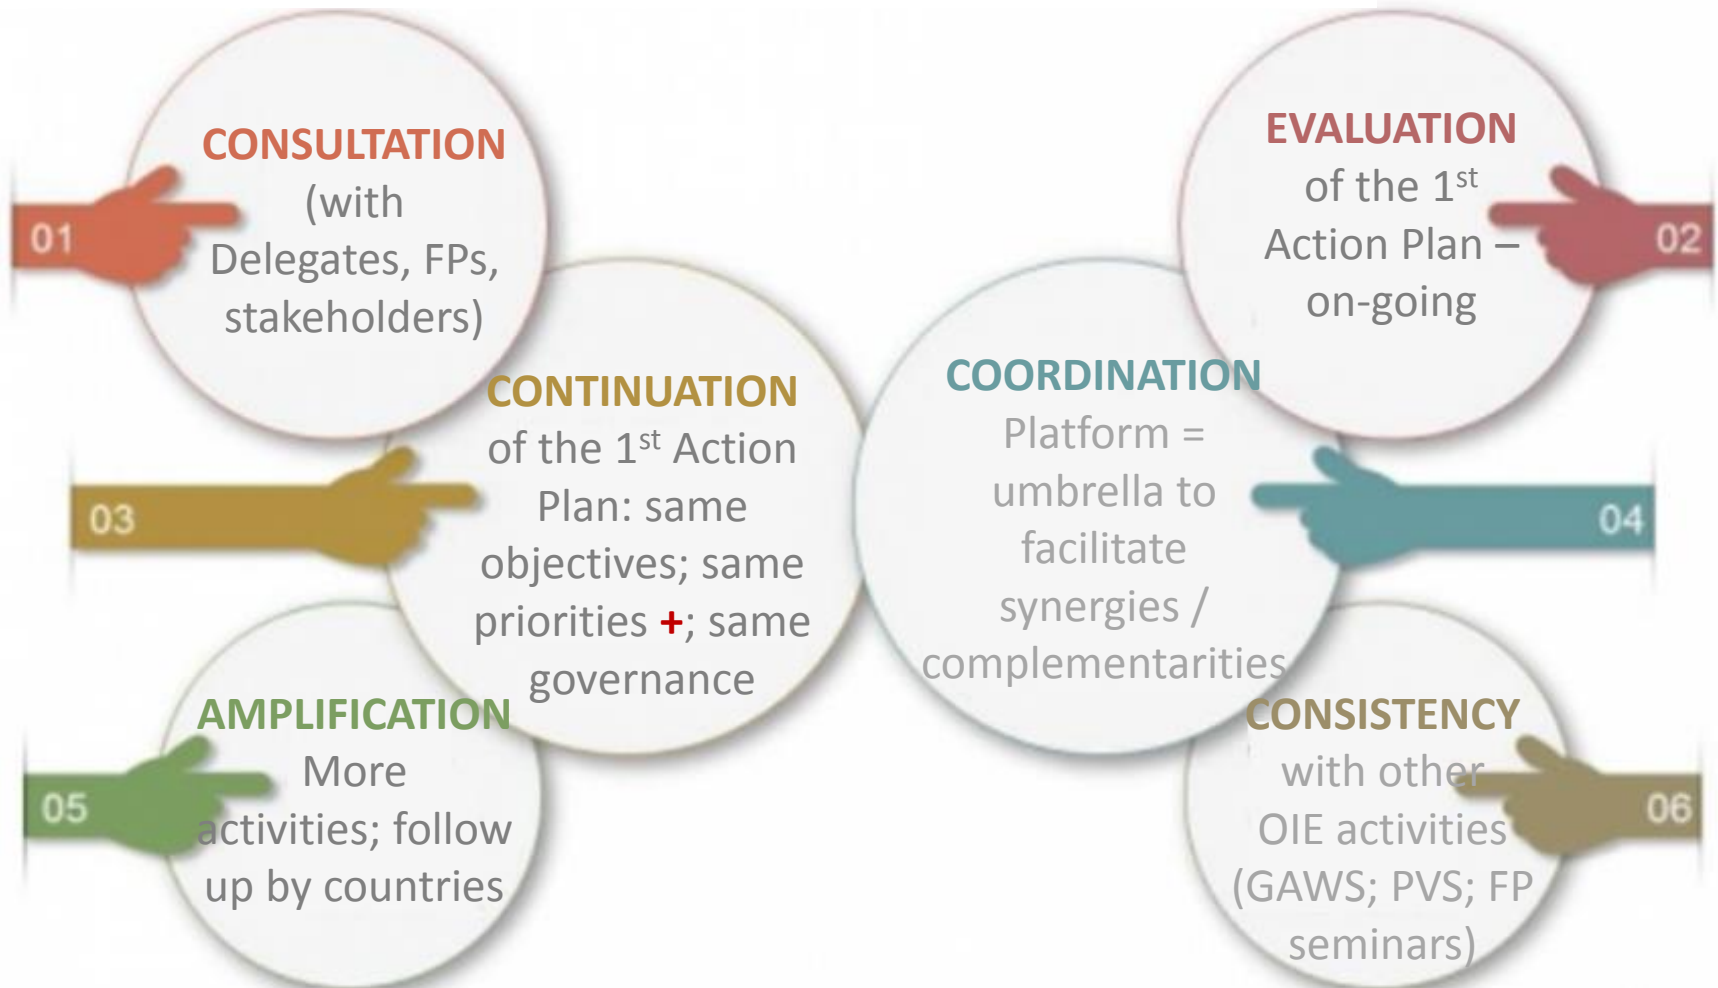 01
CONSULTATION
(with
Delegates, FPs,
stakeholders)
EVALUATION
of the 1st
Action Plan –
on-going
02
03
CONTINUATION
of the 1st Action
Plan: same
objectives; same
priorities +; same
governance
COORDINATION
Platform =
umbrella to
facilitate
synergies /
complementarities
04
05
AMPLIFICATION
More
activities; follow
up by countries
CONSISTENCY
with other
OIE activities
(GAWS; PVS; FP
seminars)
06